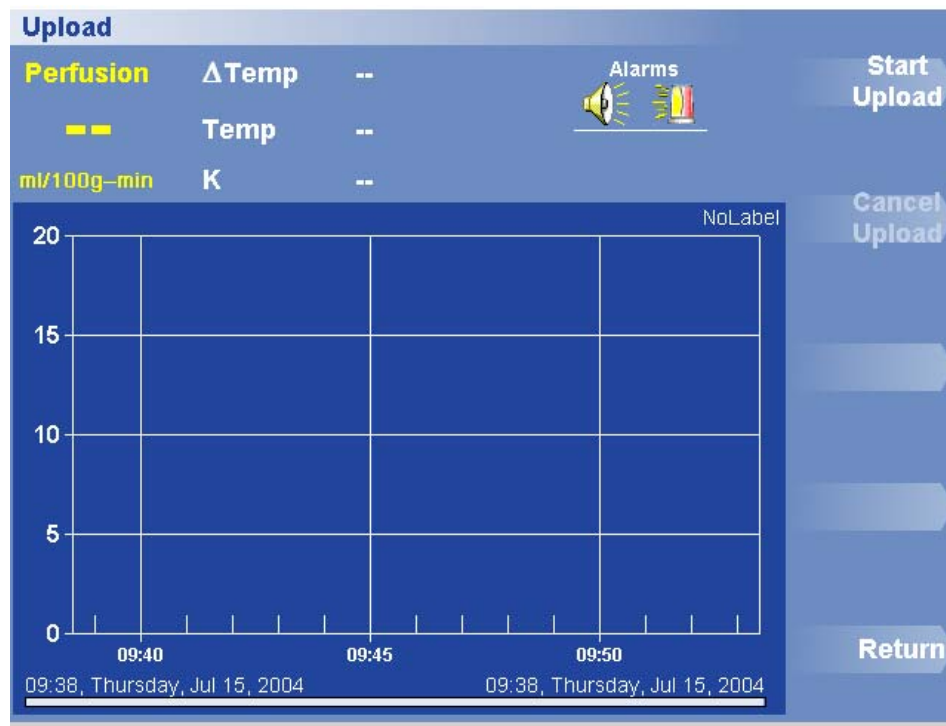 Upload
Perfusion
ΔTemp --
Alarms
--
Temp --
ml/100g–min
K --
Start
Upload
Cancel
Upload
NoLabel
20
15
10
5
0
09:40 09:45 09:50
09:38, Thursday, Jul 15, 2004 09:38, Thursday, Jul 15, 2004
Return